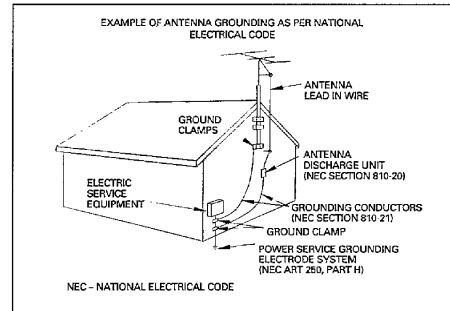 EXAMPLE OF ANTENNA GROUNDING AS PER NATIONAL
ELECTRICAL CODE
ANTENNA
LEAD IN WIRE
GROUND
CLAMPS
ANTENNA
DISCHARGE UNIT
(NEC SECTION 810-20)
ELECTRIC
SERVICE
EQUIPMENT
GROUNDING CONDUCTORS
(NEC SECTION 810-21)
GROUND CLAMP
POWER SERVICE GROUNDING
ELECTRODE SYSTEM
(NEC ART 250, PART H)
NEC – NATIONAL ELECTRICAL CODE